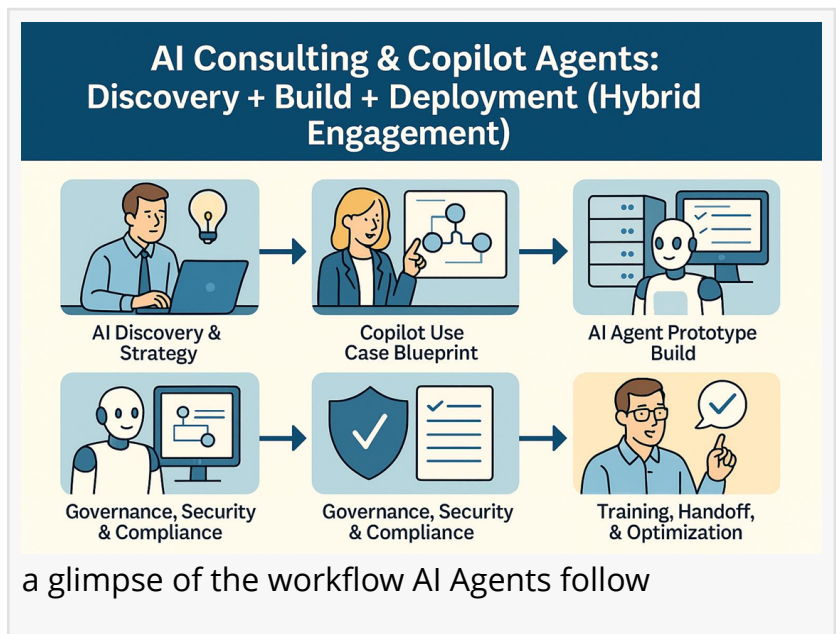 AI Consulting & Copilot Agents:
Discovery + Build + Deployment (Hybrid
Engagement)
AI Discovery &
Strategy
Copilot Use
Case Blueprint
AI Agent Prototype
Build
Governance, Security
& Compliance
Governance, Security
& Compliance
Training, Handoff,
& Optimization
a glimpse of the workflow AI Agents follow